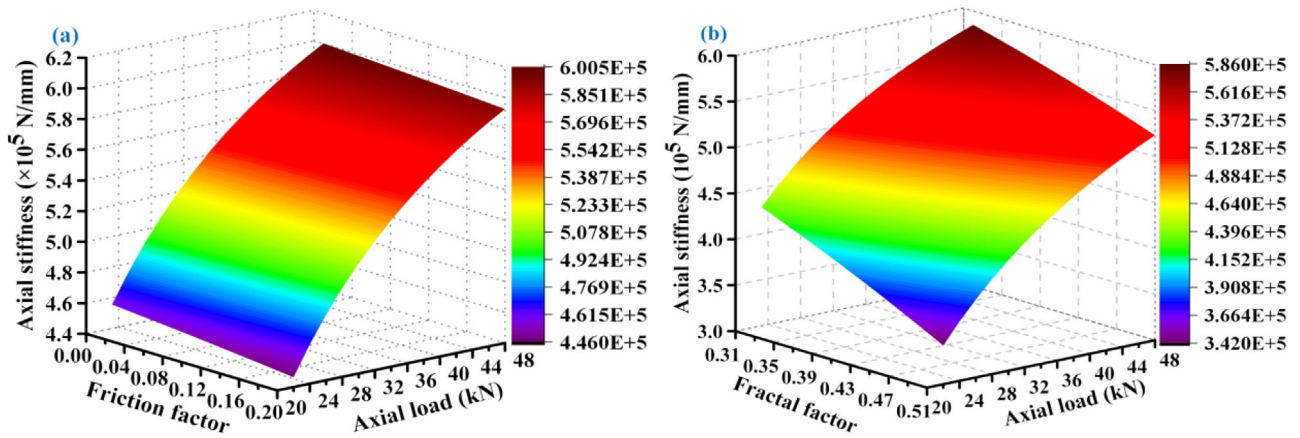 (a)
Axial stiffness (×10⁵ N/mm)
6.2
6.0
5.8
5.6
5.4
5.2
5.0
4.8
4.6
4.4
0.00
0.04
0.08
0.12
0.16
0.20
Friction factor
20
24
28
32
36
40
44
48
Axial load (kN)
6.005E+5
5.851E+5
5.696E+5
5.542E+5
5.387E+5
5.233E+5
5.078E+5
4.924E+5
4.769E+5
4.615E+5
4.460E+5
(b)
Axial stiffness (10⁵ N/mm)
6.0
5.5
5.0
4.5
4.0
3.5
3.0
0.31
0.35
0.39
0.43
0.47
0.51
Fractal factor
20
24
28
32
36
40
44
48
Axial load (kN)
5.860E+5
5.616E+5
5.372E+5
5.128E+5
4.884E+5
4.640E+5
4.396E+5
4.152E+5
3.908E+5
3.664E+5
3.420E+5